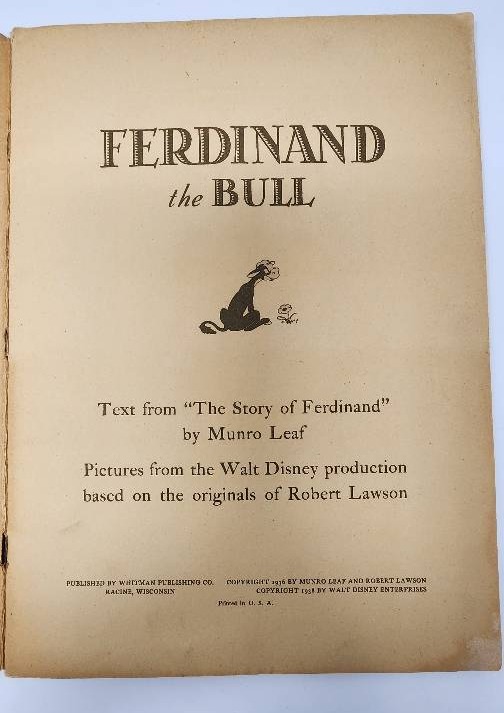 FERDINAND
the BULL
Text from "The Story of Ferdinand"
by Munro Leaf
Pictures from the Walt Disney production
based on the originals of Robert Lawson
PUBLISHED BY WHITMAN PUBLISHING CO.
RACINE, WISCONSIN
COPYRIGHT 1936 BY MUNRO LEAF AND ROBERT LAWSON
COPYRIGHT 1938 BY WALT DISNEY ENTERPRISES
Printed in U. S. A.